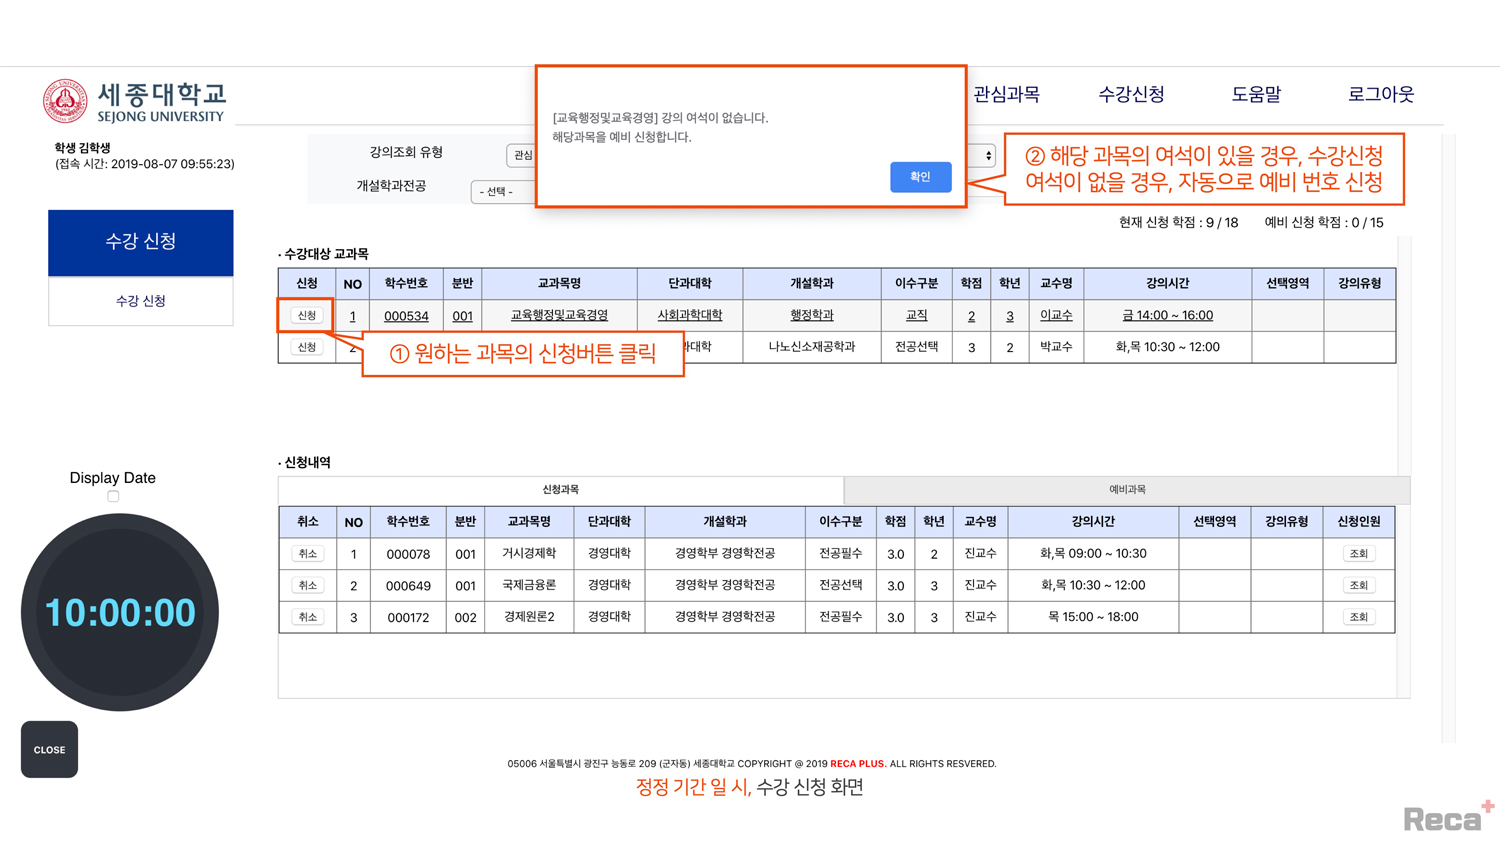 세종대학교
SEJONG UNIVERSITY
관심과목 수강신청 도움말 로그아웃
학생 김학생
(접속 시간: 2019-08-07 09:55:23)
강의조회 유형 관심
개설학과전공 - 선택 -
[교육행정및교육경영] 강의 여석이 없습니다.
해당과목을 예비 신청합니다.
확인
② 해당 과목의 여석이 있을 경우, 수강신청
여석이 없을 경우, 자동으로 예비 번호 신청
현재 신청 학점 : 9 / 18 예비 신청 학점 : 0 / 15
수강 신청
수강 신청
· 수강대상 교과목
신청 NO 학수번호 분반 교과목명 단과대학 개설학과 이수구분 학점 학년 교수명 강의시간 선택영역 강의유형
신청 1 000534 001 교육행정및교육경영 사회과학대학 행정학과 교직 2 3 이교수 금 14:00 ~ 16:00
신청 2 대학 나노신소재공학과 전공선택 3 2 박교수 화,목 10:30 ~ 12:00
① 원하는 과목의 신청버튼 클릭
· 신청내역
신청과목 예비과목
취소 NO 학수번호 분반 교과목명 단과대학 개설학과 이수구분 학점 학년 교수명 강의시간 선택영역 강의유형 신청인원
취소 1 000078 001 거시경제학 경영대학 경영학부 경영학전공 전공필수 3.0 2 진교수 화,목 09:00 ~ 10:30 조회
취소 2 000649 001 국제금융론 경영대학 경영학부 경영학전공 전공선택 3.0 3 진교수 화,목 10:30 ~ 12:00 조회
취소 3 000172 002 경제원론2 경영대학 경영학부 경영학전공 전공필수 3.0 3 진교수 목 15:00 ~ 18:00 조회
Display Date
10:00:00
CLOSE
05006 서울특별시 광진구 능동로 209 (군자동) 세종대학교 COPYRIGHT @ 2019 RECA PLUS. ALL RIGHTS RESVERED.
정정 기간 일 시, 수강 신청 화면
Reca+